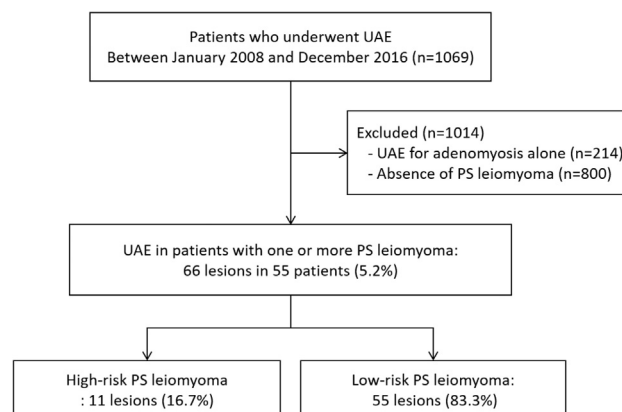 Patients who underwent UAE
Between January 2008 and December 2016 (n=1069)
Excluded (n=1014)
- UAE for adenomyosis alone (n=214)
- Absence of PS leiomyoma (n=800)
UAE in patients with one or more PS leiomyoma:
66 lesions in 55 patients (5.2%)
High-risk PS leiomyoma
: 11 lesions (16.7%)
Low-risk PS leiomyoma:
55 lesions (83.3%)